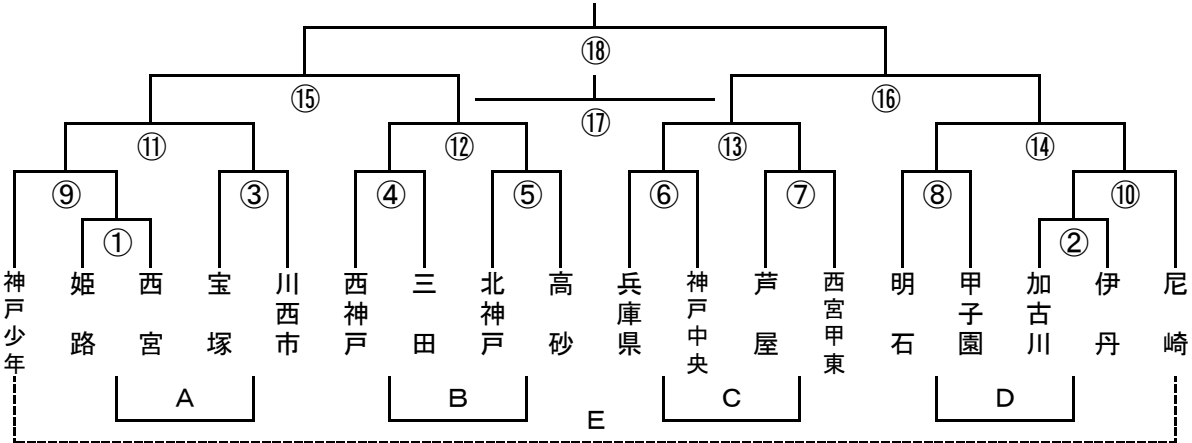 ⑱
⑮ ⑯
⑰
⑪ ⑫ ⑬ ⑭
⑨ ③ ④ ⑤ ⑥ ⑦ ⑧ ⑩
① ②
神戸少年
姫路
西宮
宝塚
川西市
西神戸
三田
北神戸
高砂
兵庫県
神戸中央
芦屋
西宮甲東
明石
甲子園
加古川
伊丹
尼崎
A B C D
E